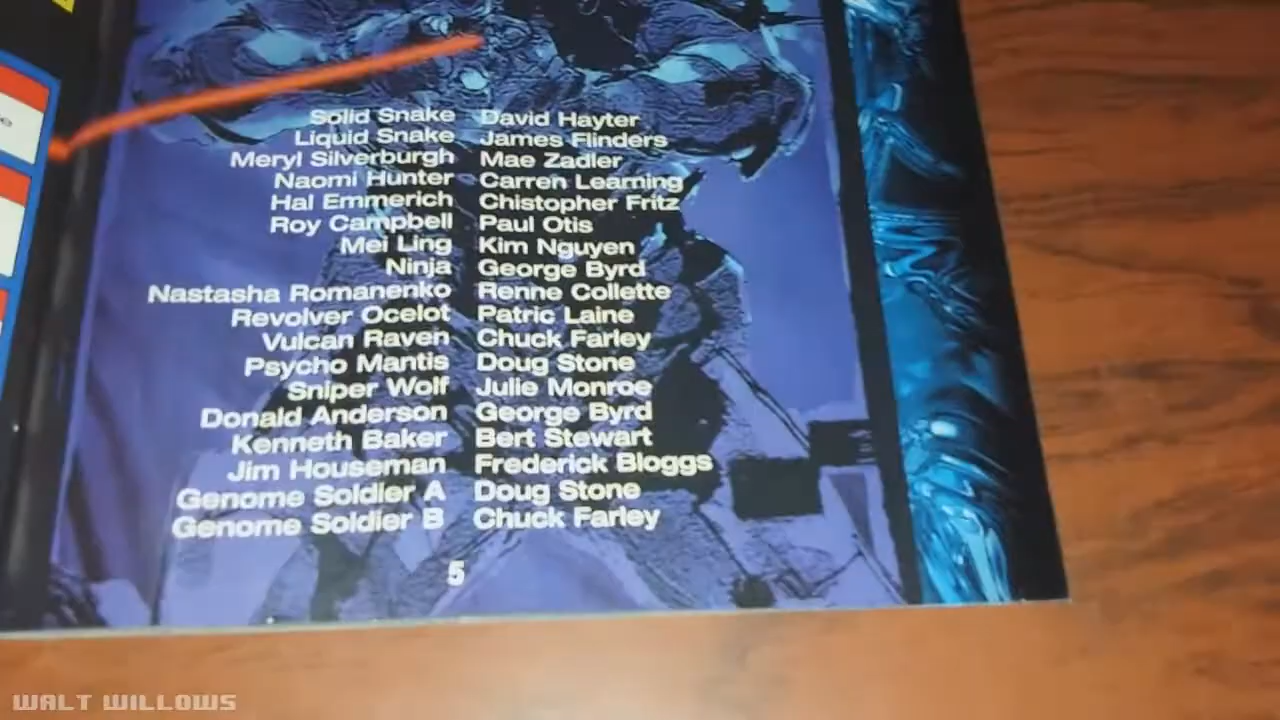 Solid Snake David Hayter
Liquid Snake James Flinders
Meryl Silverburgh Mae Zadler
Naomi Hunter Carren Learning
Hal Emmerich Chistopher Fritz
Roy Campbell Paul Otis
Mei Ling Kim Nguyen
Ninja George Byrd
Nastasha Romanenko Renne Collette
Revolver Ocelot Patric Laine
Vulcan Raven Chuck Farley
Psycho Mantis Doug Stone
Sniper Wolf Julie Monroe
Donald Anderson George Byrd
Kenneth Baker Bert Stewart
Jim Houseman Frederick Bloggs
Genome Soldier A Doug Stone
Genome Soldier B Chuck Farley
5
WALT WILLOWS